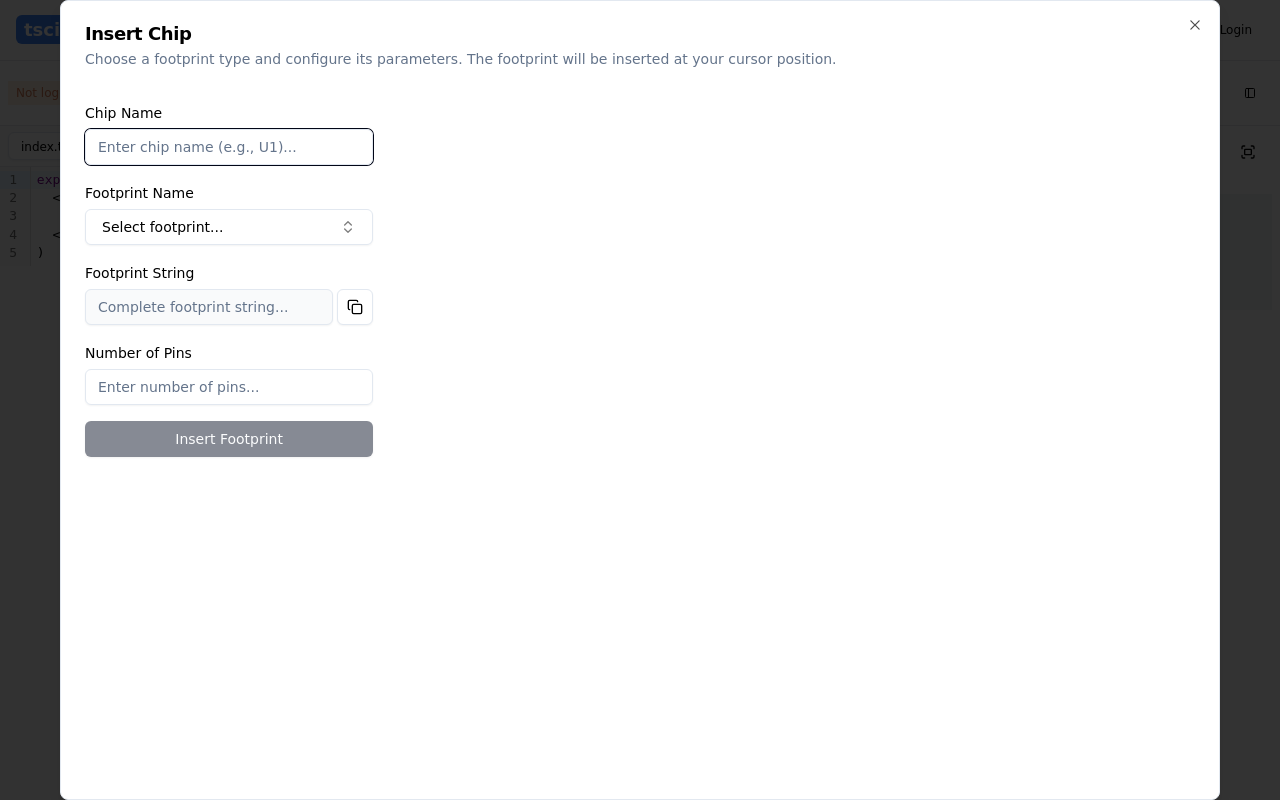 Insert Chip
Choose a footprint type and configure its parameters. The footprint will be inserted at your cursor position.
tsci
Login
Not log
index.t
1 exp
2 <
3
4 <
5 )
Chip Name
Enter chip name (e.g., U1)...
Footprint Name
Select footprint...
Footprint String
Complete footprint string...
Number of Pins
Enter number of pins...
Insert Footprint